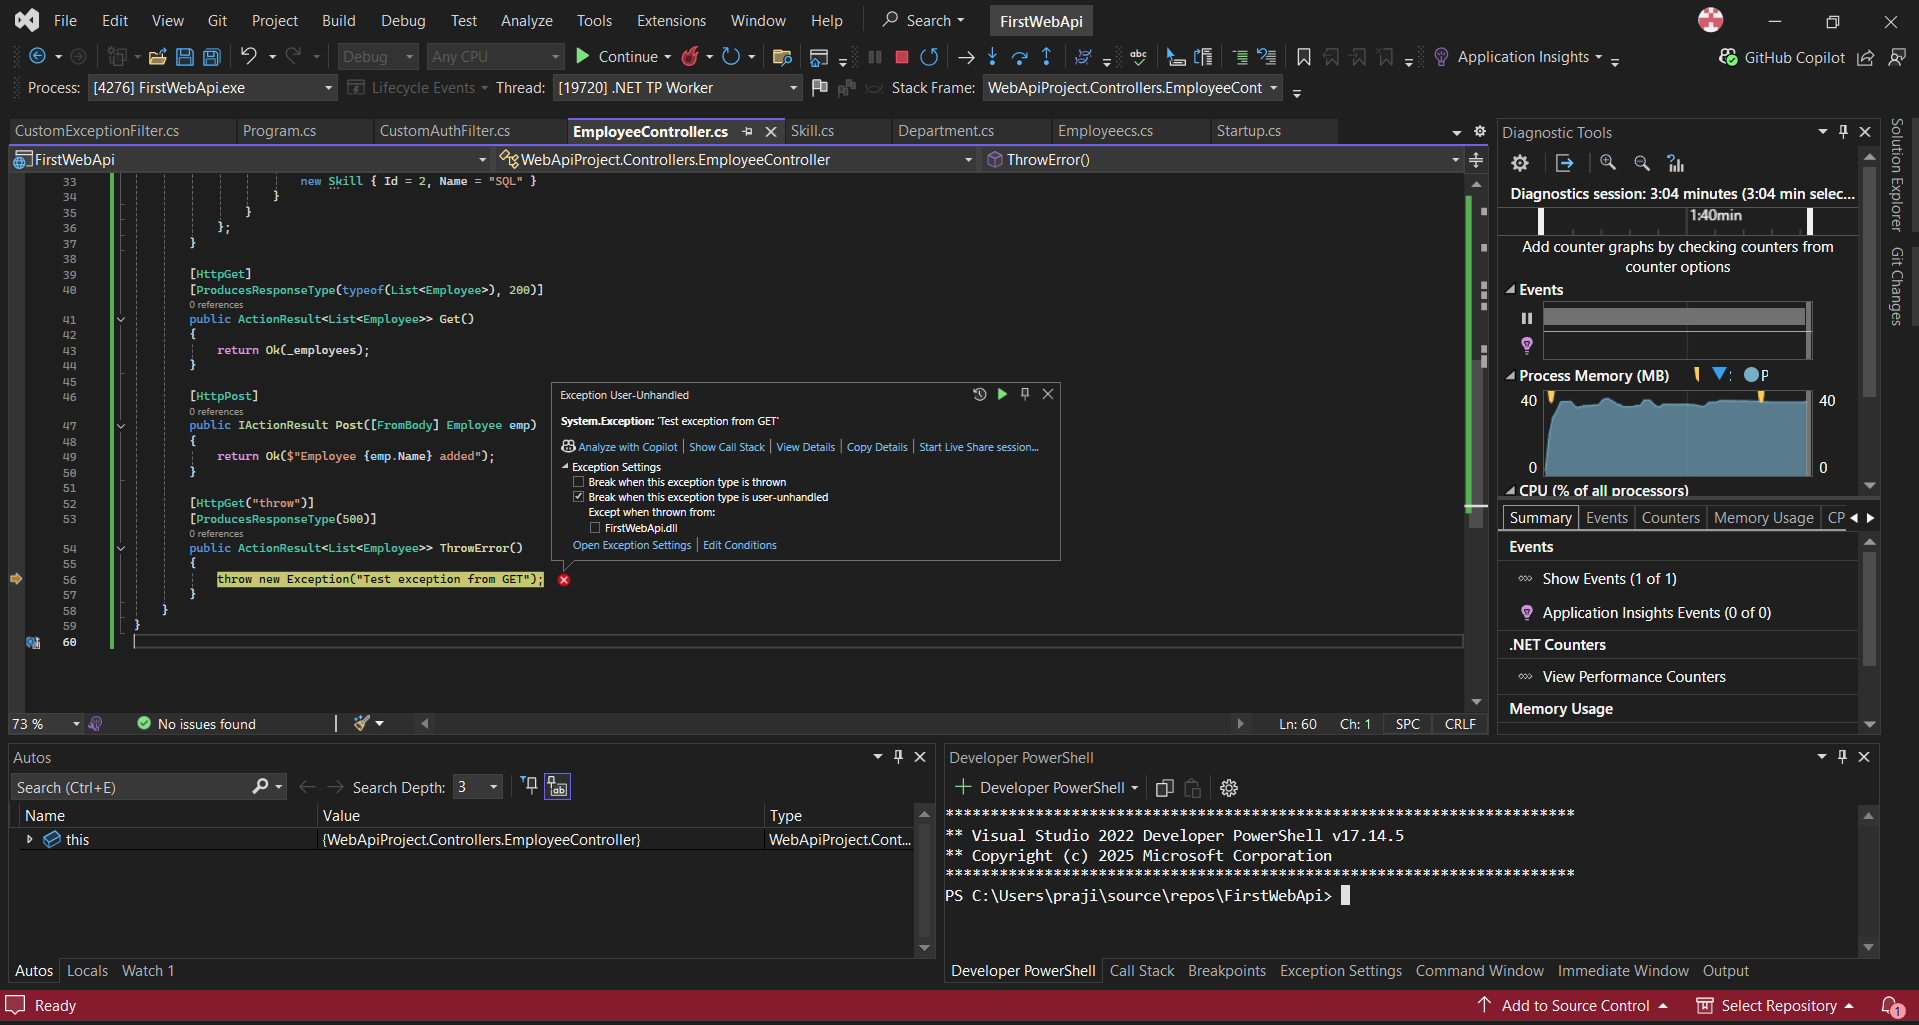 File Edit View Git Project Build Debug Test Analyze Tools Extensions Window Help Search FirstWebApi
Debug Any CPU Continue Application Insights GitHub Copilot
Process: [4276] FirstWebApi.exe Lifecycle Events Thread: [19720] .NET TP Worker Stack Frame: WebApiProject.Controllers.EmployeeCont
CustomExceptionFilter.cs Program.cs CustomAuthFilter.cs EmployeeController.cs Skill.cs Department.cs Employeecs.cs Startup.cs
FirstWebApi WebApiProject.Controllers.EmployeeController ThrowError()
33 new Skill { Id = 2, Name = "SQL" }
34 }
35 }
36 };
37 }
38
39 [HttpGet]
40 [ProducesResponseType(typeof(List<Employee>), 200)]
0 references
41 public ActionResult<List<Employee>> Get()
42 {
43 return Ok(_employees);
44 }
45
46 [HttpPost]
0 references
47 public IActionResult Post([FromBody] Employee emp)
48 {
49 return Ok($"Employee {emp.Name} added");
50 }
51
52 [HttpGet("throw")]
53 [ProducesResponseType(500)]
0 references
54 public ActionResult<List<Employee>> ThrowError()
55 {
56 throw new Exception("Test exception from GET");
57 }
58 }
59 }
60
Exception User-Unhandled
System.Exception: 'Test exception from GET'
Analyze with Copilot | Show Call Stack | View Details | Copy Details | Start Live Share session...
Exception Settings
Break when this exception type is thrown
Break when this exception type is user-unhandled
Except when thrown from:
FirstWebApi.dll
Open Exception Settings | Edit Conditions
73 % No issues found Ln: 60 Ch: 1 SPC CRLF
Diagnostic Tools
Diagnostics session: 3:04 minutes (3:04 min selec...
1:40min
Add counter graphs by checking counters from
counter options
Events
Process Memory (MB) P
40 40
0 0
CPU (% of all processors)
Summary Events Counters Memory Usage CP
Events
Show Events (1 of 1)
Application Insights Events (0 of 0)
.NET Counters
View Performance Counters
Memory Usage
Solution Explorer
Git Changes
Autos
Search (Ctrl+E) Search Depth: 3
Name Value Type
this {WebApiProject.Controllers.EmployeeController} WebApiProject.Cont...
Autos Locals Watch 1
Developer PowerShell
Developer PowerShell
**********************************************************************
** Visual Studio 2022 Developer PowerShell v17.14.5
** Copyright (c) 2025 Microsoft Corporation
**********************************************************************
PS C:\Users\praji\source\repos\FirstWebApi>
Developer PowerShell Call Stack Breakpoints Exception Settings Command Window Immediate Window Output
Ready Add to Source Control Select Repository 1